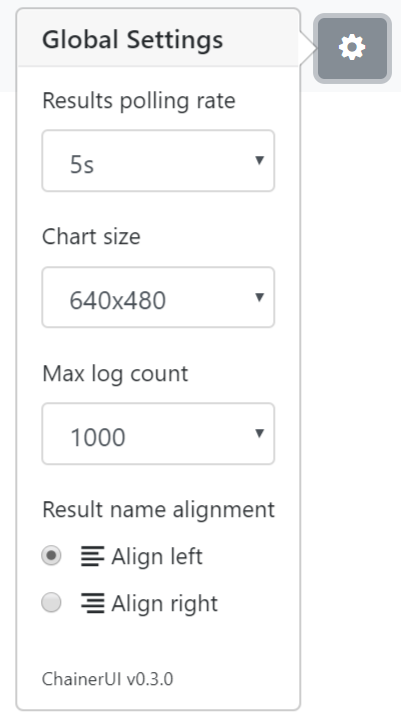 Global Settings
Results polling rate
5s
Chart size
640x480
Max log count
1000
Result name alignment
Align left
Align right
ChainerUI v0.3.0